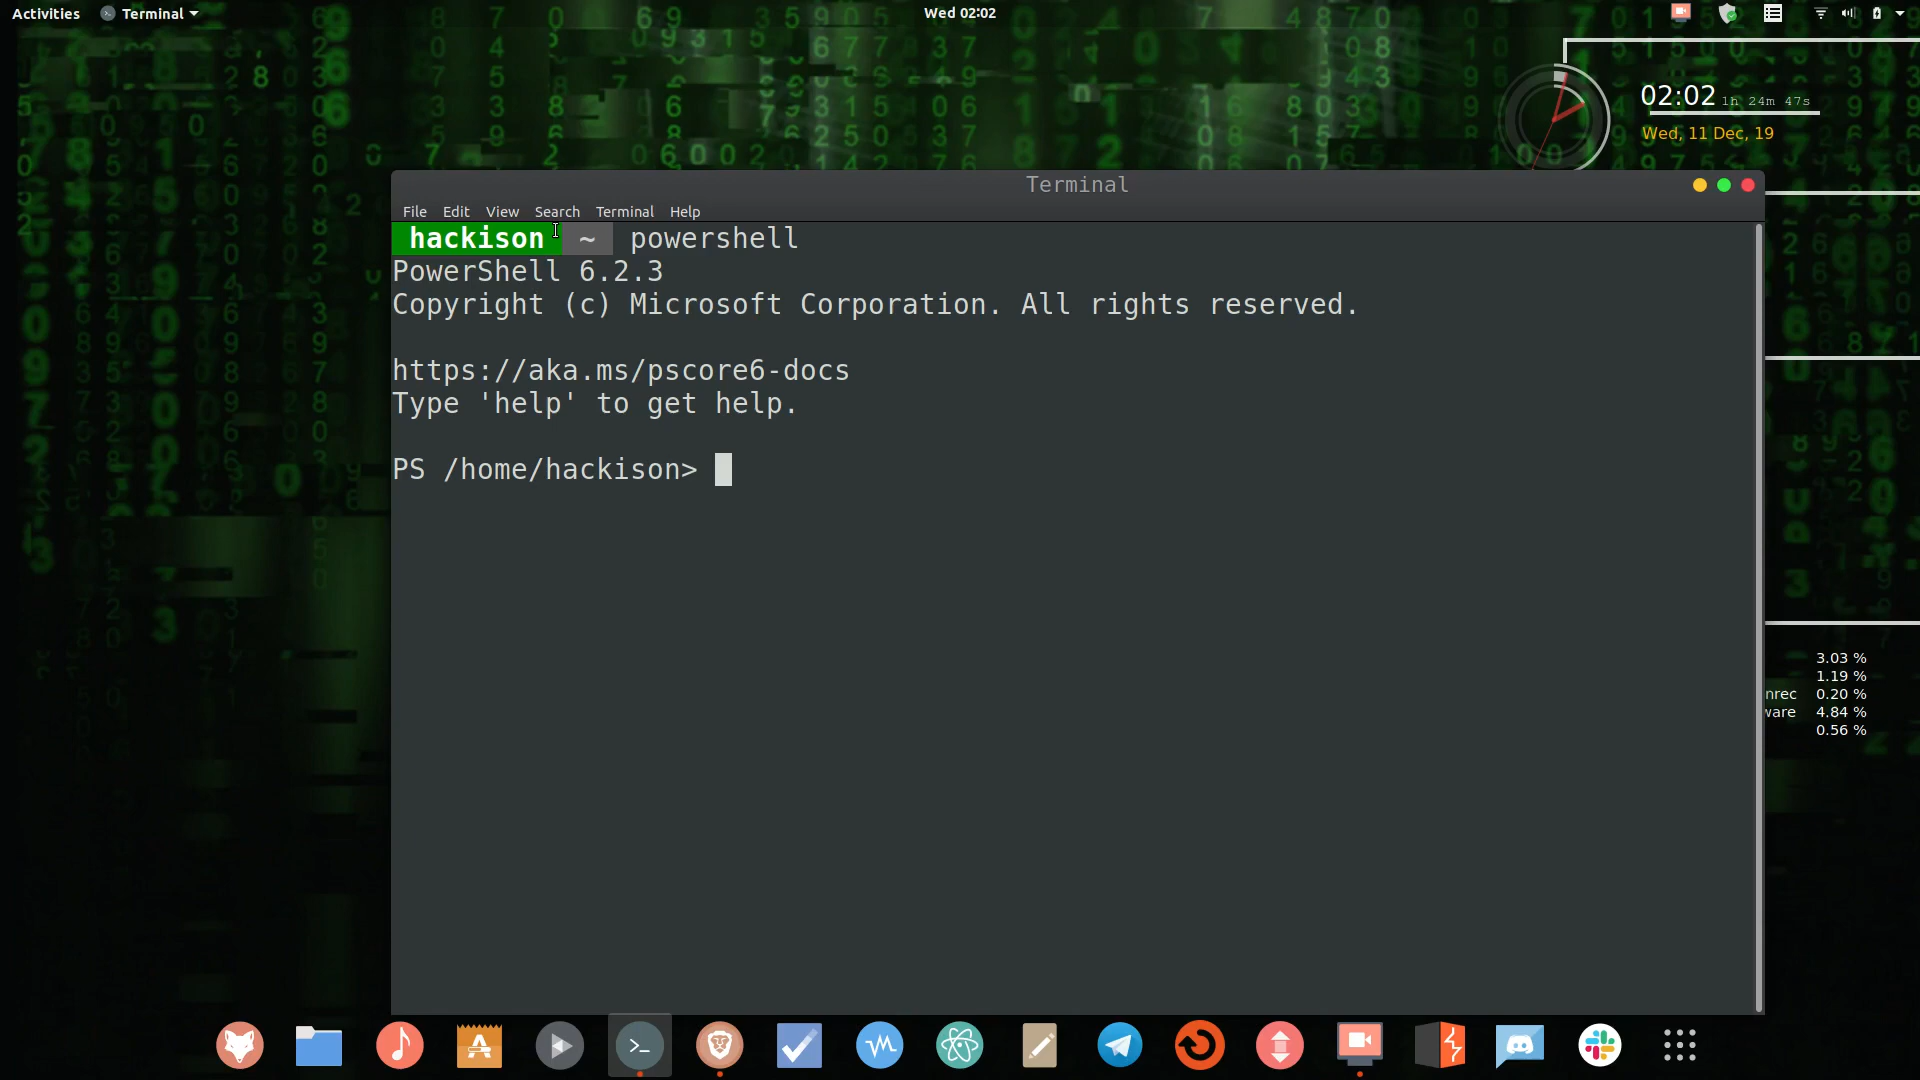 Activities
Terminal
Wed 02:02
02:02 1h 24m 47s
Wed, 11 Dec, 19
Terminal
File Edit View Search Terminal Help
hackison ~ powershell
PowerShell 6.2.3
Copyright (c) Microsoft Corporation. All rights reserved.
https://aka.ms/pscore6-docs
Type 'help' to get help.
PS /home/hackison>
3.03 %
1.19 %
nrec 0.20 %
ware 4.84 %
0.56 %